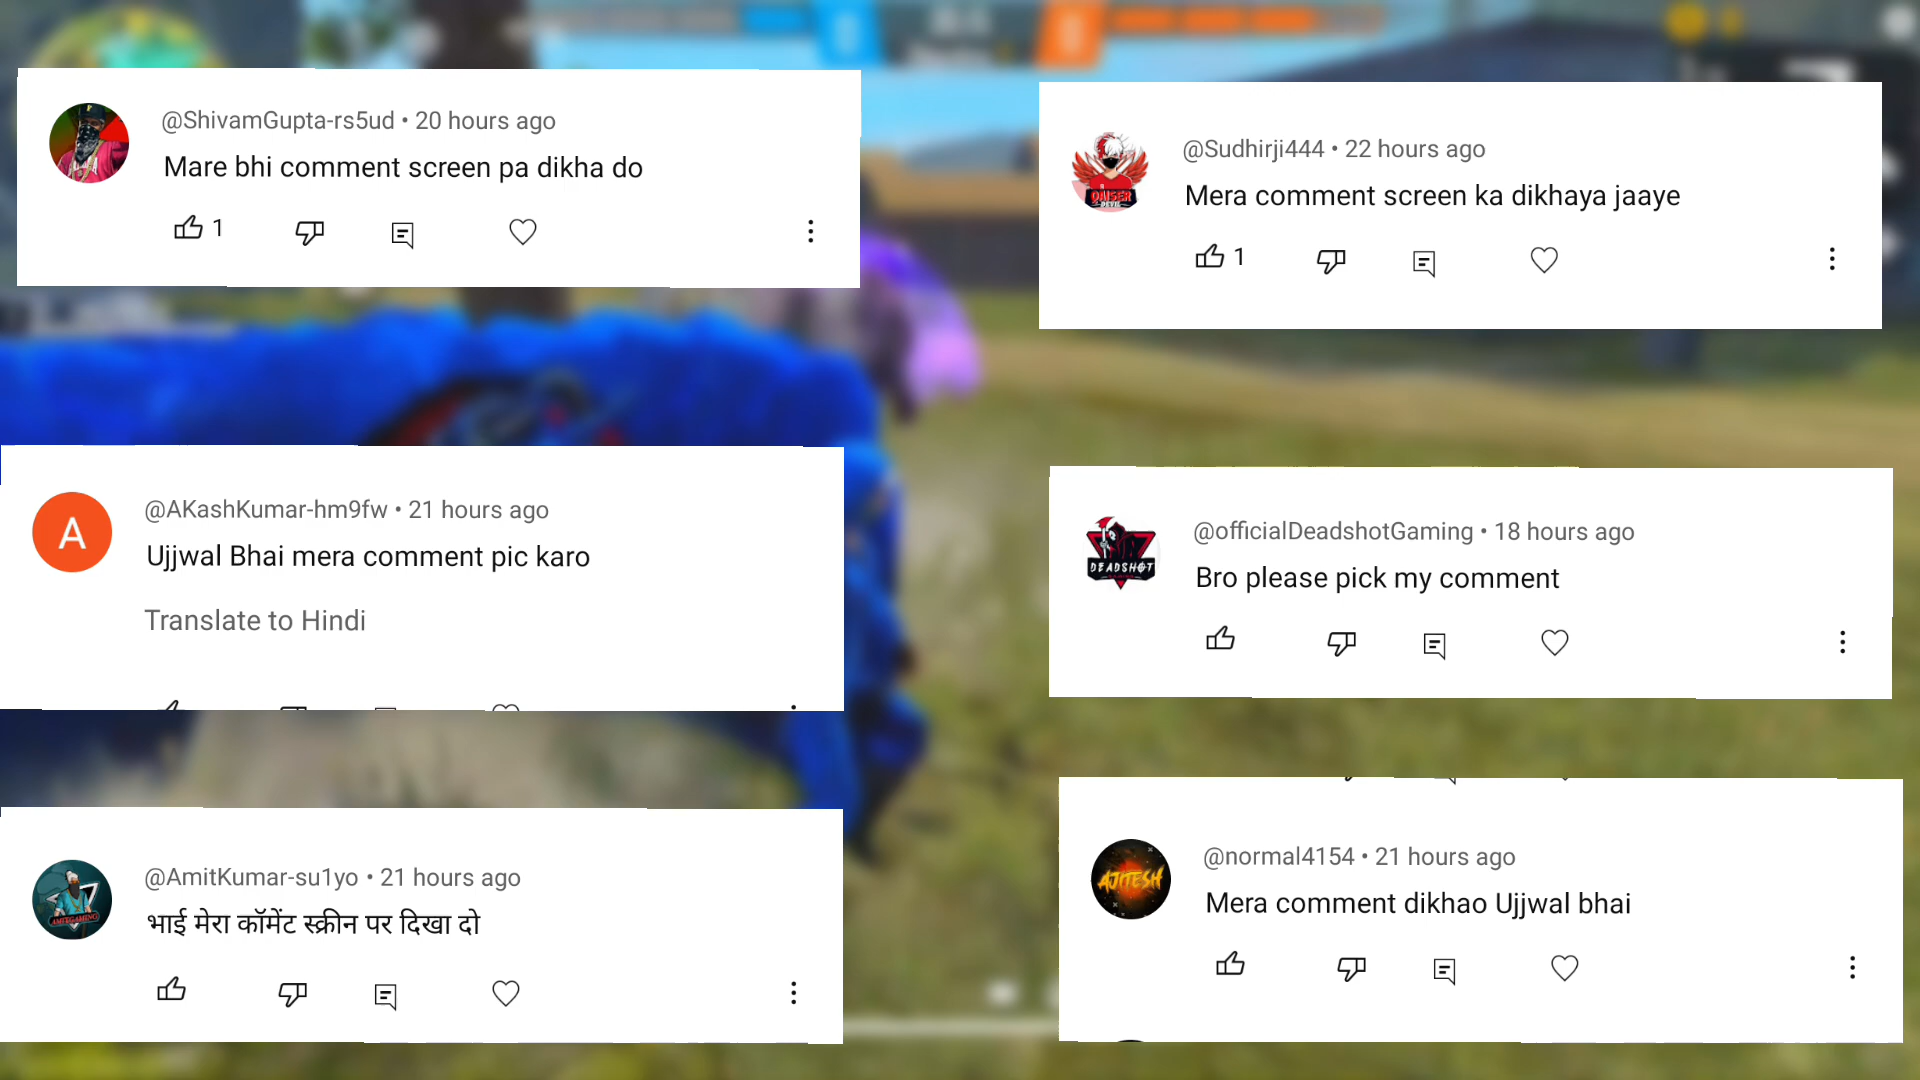 @ShivamGupta-rs5ud • 20 hours ago
Mare bhi comment screen pa dikha do
1
@Sudhirji444 • 22 hours ago
Mera comment screen ka dikhaya jaaye
1
DAISER
A
@AKashKumar-hm9fw • 21 hours ago
Ujjwal Bhai mera comment pic karo
Translate to Hindi
DEADSHOT
@officialDeadshotGaming • 18 hours ago
Bro please pick my comment
@AmitKumar-su1yo • 21 hours ago
भाई मेरा कॉमेंट स्क्रीन पर दिखा दो
AJITESH
@normal4154 • 21 hours ago
Mera comment dikhao Ujjwal bhai